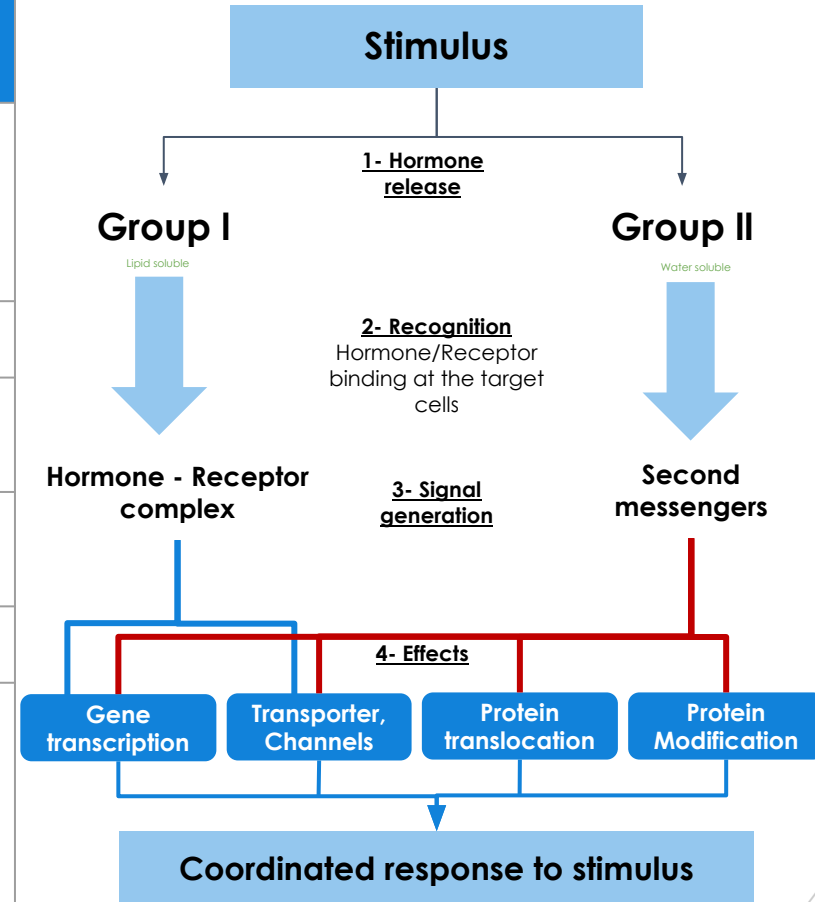 Stimulus
1- Hormone
release
Group I
Group II
Lipid soluble
Water soluble
2- Recognition
Hormone/Receptor
binding at the target
cells
Hormone - Receptor
complex
3- Signal
generation
Second
messengers
4- Effects
Gene
transcription
Transporter,
Channels
Protein
translocation
Protein
Modification
Coordinated response to stimulus